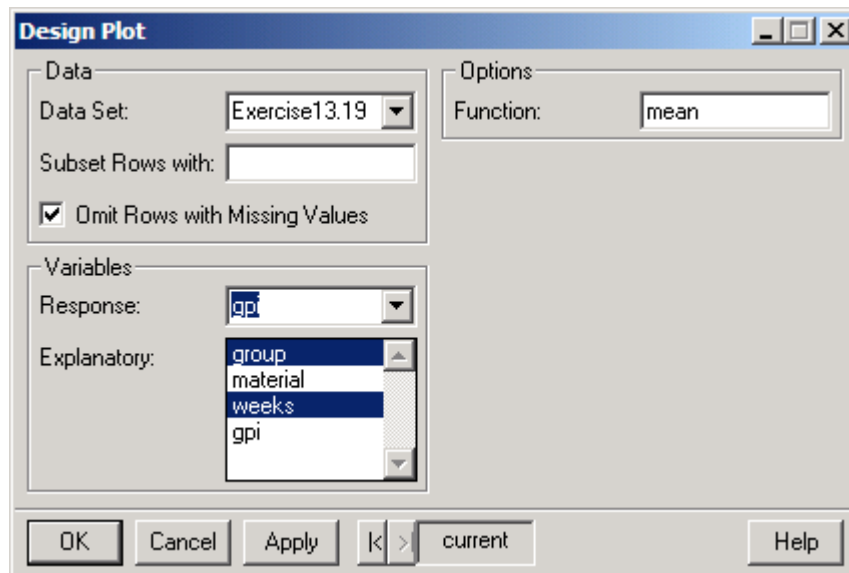 Design Plot
Data
Data Set: Exercise13.19
Subset Rows with:
Omit Rows with Missing Values
Variables
Response: gpi
Explanatory: group
material
weeks
gpi
Options
Function: mean
OK Cancel Apply current Help